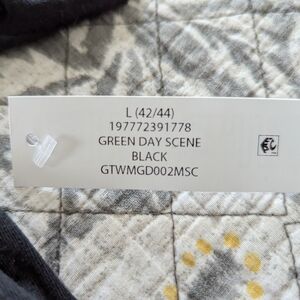 L (42/44)
197772391778
GREEN DAY SCENE
BLACK
GTWMGD002MSC